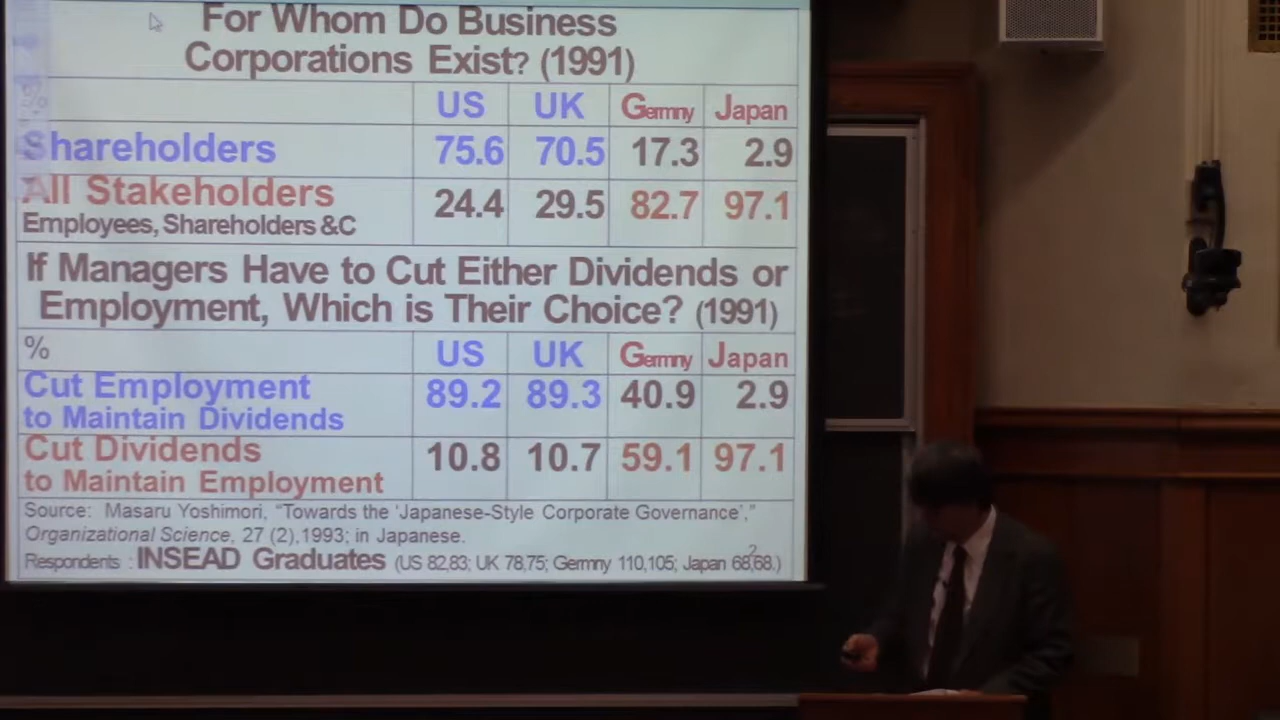 For Whom Do Business
Corporations Exist? (1991)
%
US UK Germny Japan
Shareholders 75.6 70.5 17.3 2.9
All Stakeholders 24.4 29.5 82.7 97.1
Employees, Shareholders &C
If Managers Have to Cut Either Dividends or
Employment, Which is Their Choice? (1991)
% US UK Germny Japan
Cut Employment 89.2 89.3 40.9 2.9
to Maintain Dividends
Cut Dividends 10.8 10.7 59.1 97.1
to Maintain Employment
Source: Masaru Yoshimori, “Towards the ‘Japanese-Style Corporate Governance’,”
Organizational Science, 27 (2),1993; in Japanese.
Respondents : INSEAD Graduates (US 82,83; UK 78,75; Germny 110,105; Japan 68,68.)
2